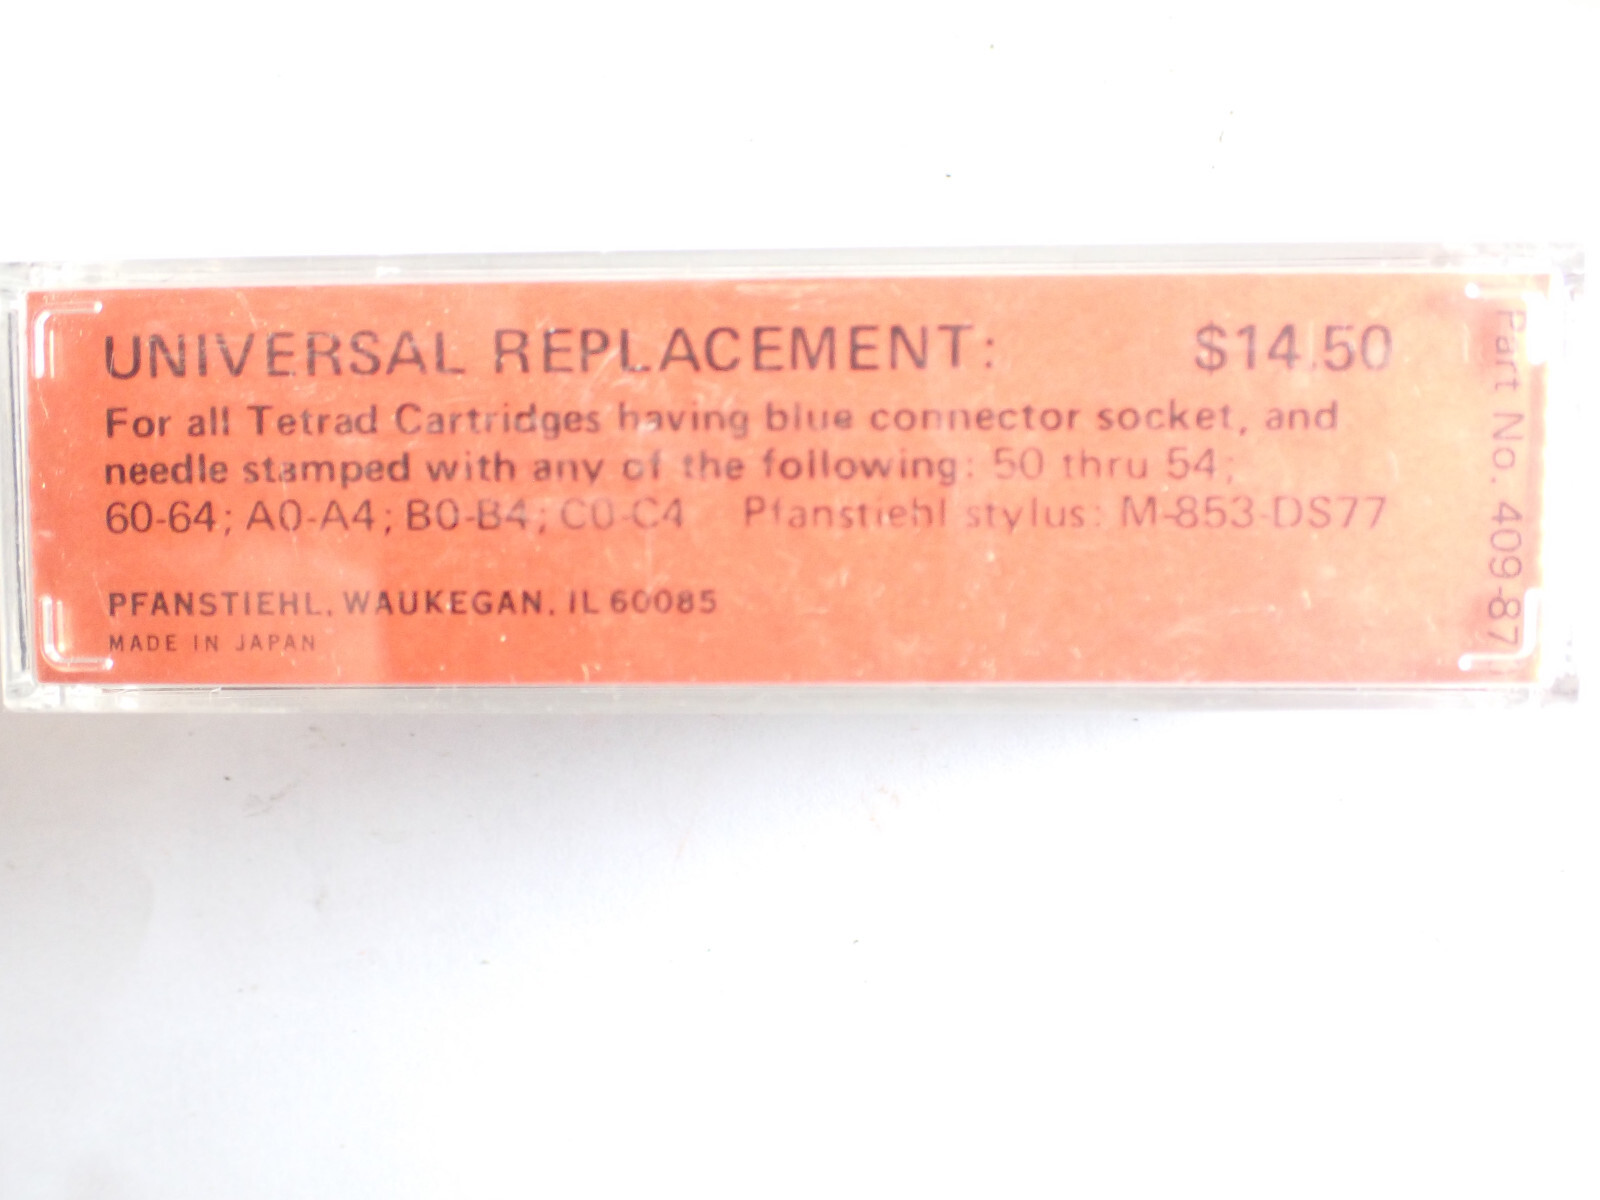 UNIVERSAL REPLACEMENT: $14.50
For all Tetrad Cartridges having blue connector socket, and
needle stamped with any of the following: 50 thru 54;
60-64; A0-A4; B0-B4; C0-C4 Pfanstiehl stylus: M-853-DS77
PFANSTIEHL, WAUKEGAN, IL 60085
MADE IN JAPAN
Part No. 409-87